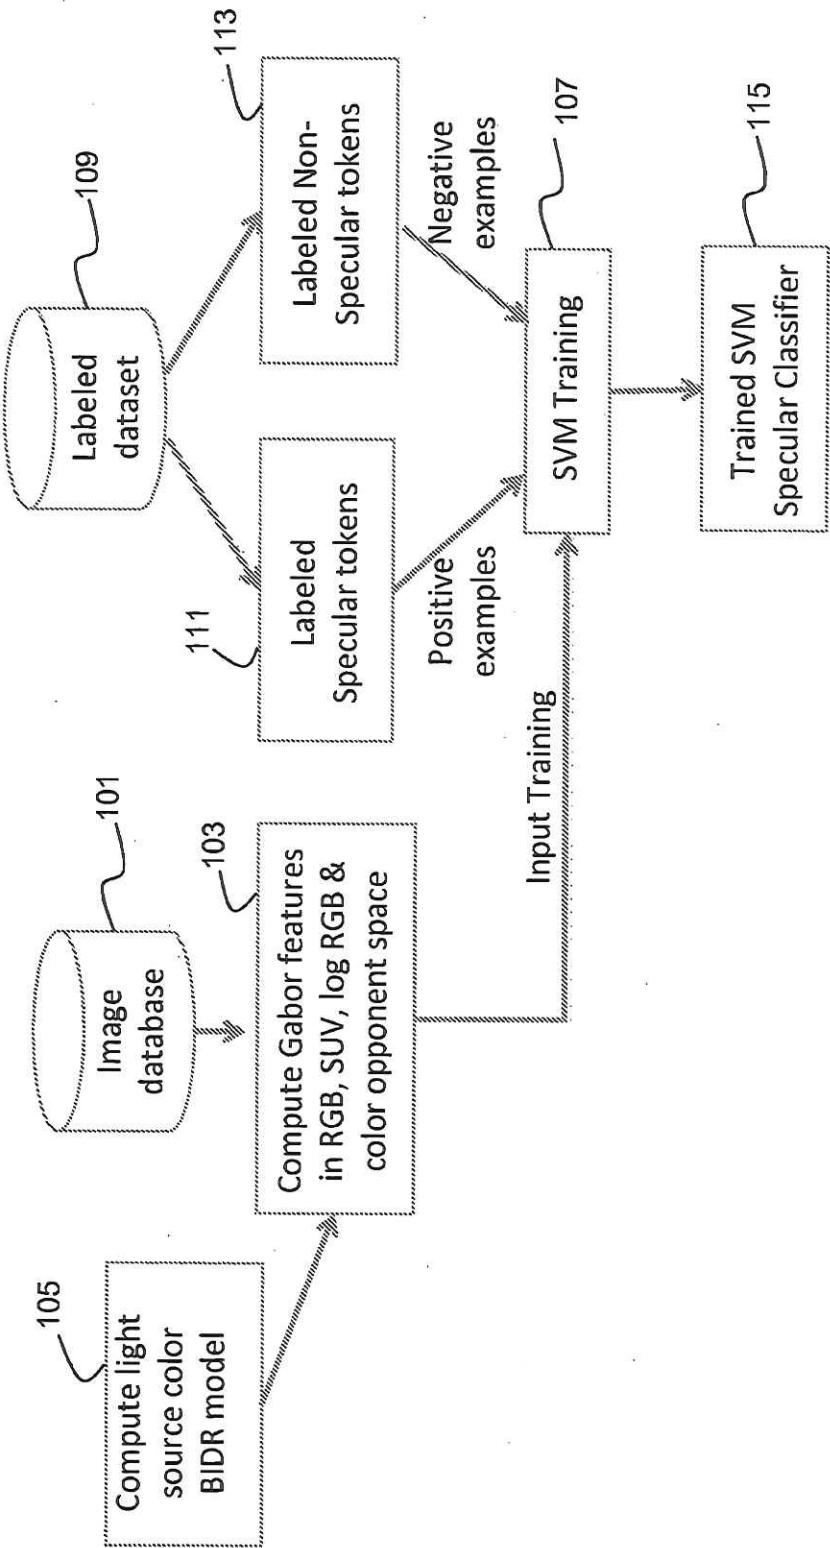 105
Compute light
source color
BIDR model
101
Image
database
103
Compute Gabor features
in RGB, SUV, log RGB &
color opponent space
Input Training
109
Labeled
dataset
111
Labeled
Specular tokens
113
Labeled Non-
Specular tokens
Positive
examples
Negative
examples
107
SVM Training
115
Trained SVM
Specular Classifier